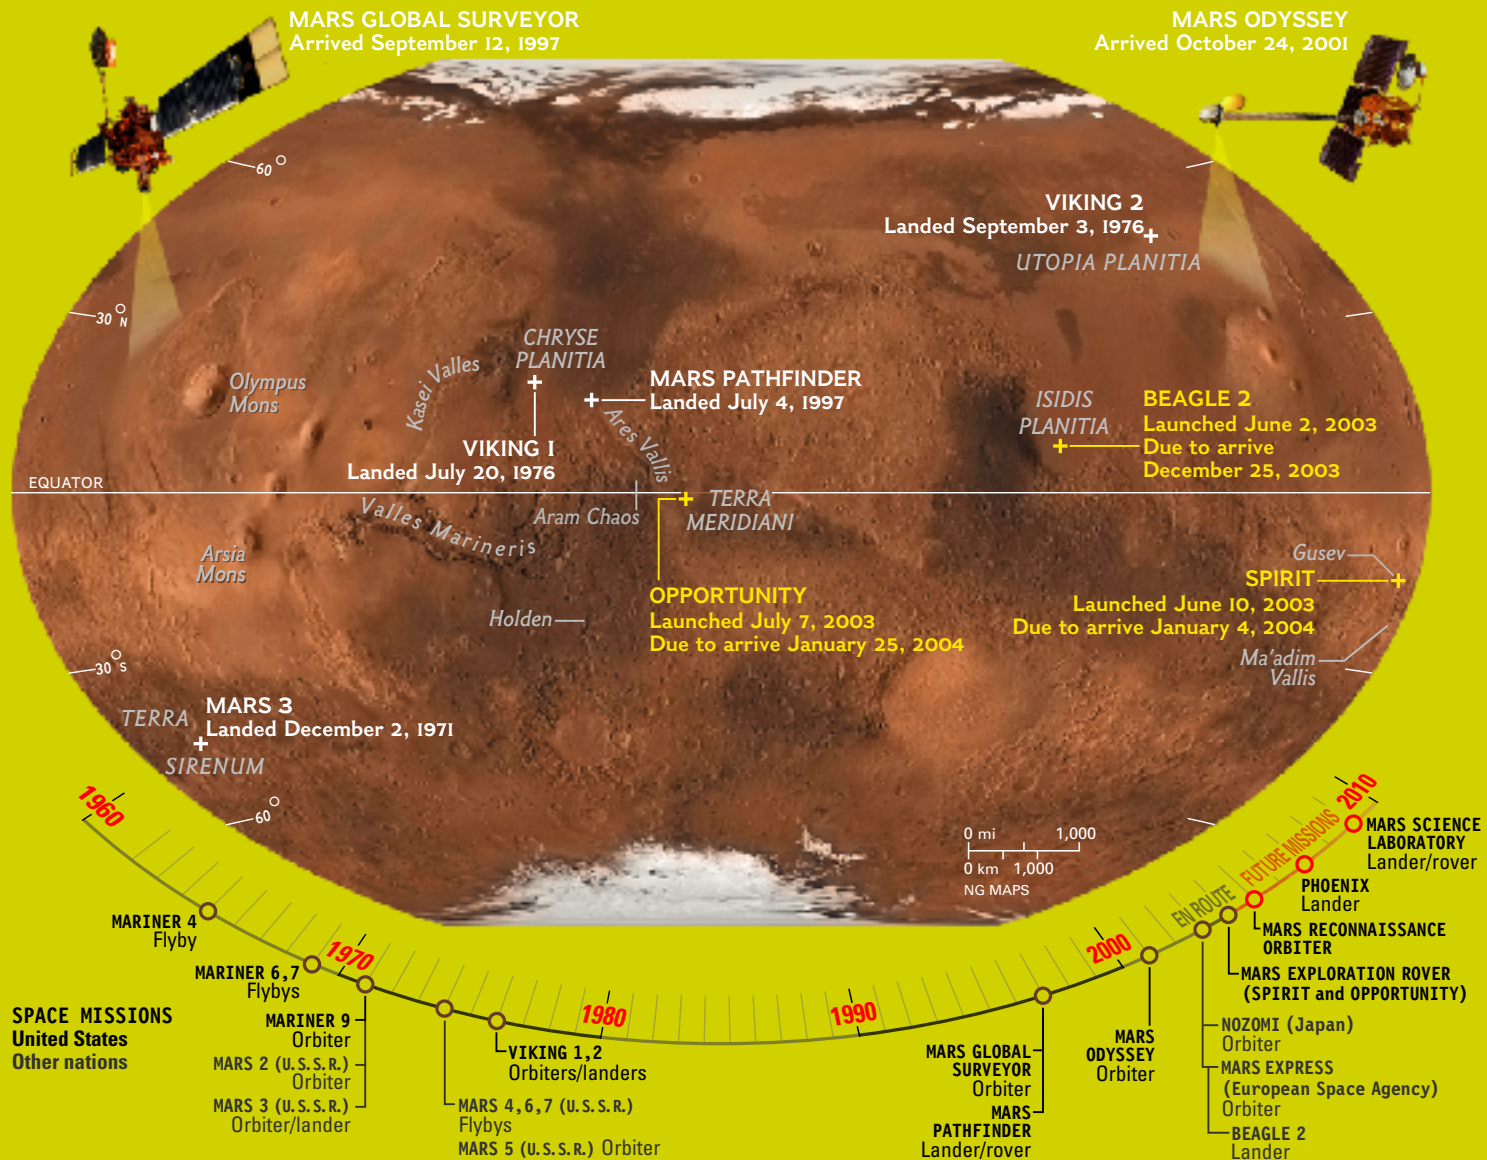 MARS GLOBAL SURVEYOR
Arrived September 12, 1997
MARS ODYSSEY
Arrived October 24, 2001
60°
VIKING 2
Landed September 3, 1976
UTOPIA PLANITIA
30° N
CHRYSE
PLANITIA
Kasei Valles
Olympus
Mons
MARS PATHFINDER
Landed July 4, 1997
Ares Vallis
ISIDIS
PLANITIA
BEAGLE 2
Launched June 2, 2003
Due to arrive
December 25, 2003
VIKING 1
Landed July 20, 1976
EQUATOR
Valles Marineris
Aram Chaos
TERRA
MERIDIANI
Arsia
Mons
Gusev
SPIRIT
Launched June 10, 2003
Due to arrive January 4, 2004
OPPORTUNITY
Launched July 7, 2003
Due to arrive January 25, 2004
Holden
Ma'adim
Vallis
30° S
MARS 3
Landed December 2, 1971
TERRA
SIRENUM
60°
0 mi 1,000
0 km 1,000
NG MAPS
1960
1970
1980
1990
2000
2010
EN ROUTE
FUTURE MISSIONS
MARINER 4
Flyby
MARINER 6,7
Flybys
MARINER 9
Orbiter
MARS 2 (U.S.S.R.)
Orbiter
MARS 3 (U.S.S.R.)
Orbiter/lander
MARS 4,6,7 (U.S.S.R.)
Flybys
MARS 5 (U.S.S.R.) Orbiter
VIKING 1,2
Orbiters/landers
MARS GLOBAL
SURVEYOR
Orbiter
MARS
PATHFINDER
Lander/rover
MARS
ODYSSEY
Orbiter
NOZOMI (Japan)
Orbiter
MARS EXPRESS
(European Space Agency)
Orbiter
BEAGLE 2
Lander
MARS EXPLORATION ROVER
(SPIRIT and OPPORTUNITY)
MARS RECONNAISSANCE
ORBITER
PHOENIX
Lander
MARS SCIENCE
LABORATORY
Lander/rover
SPACE MISSIONS
United States
Other nations